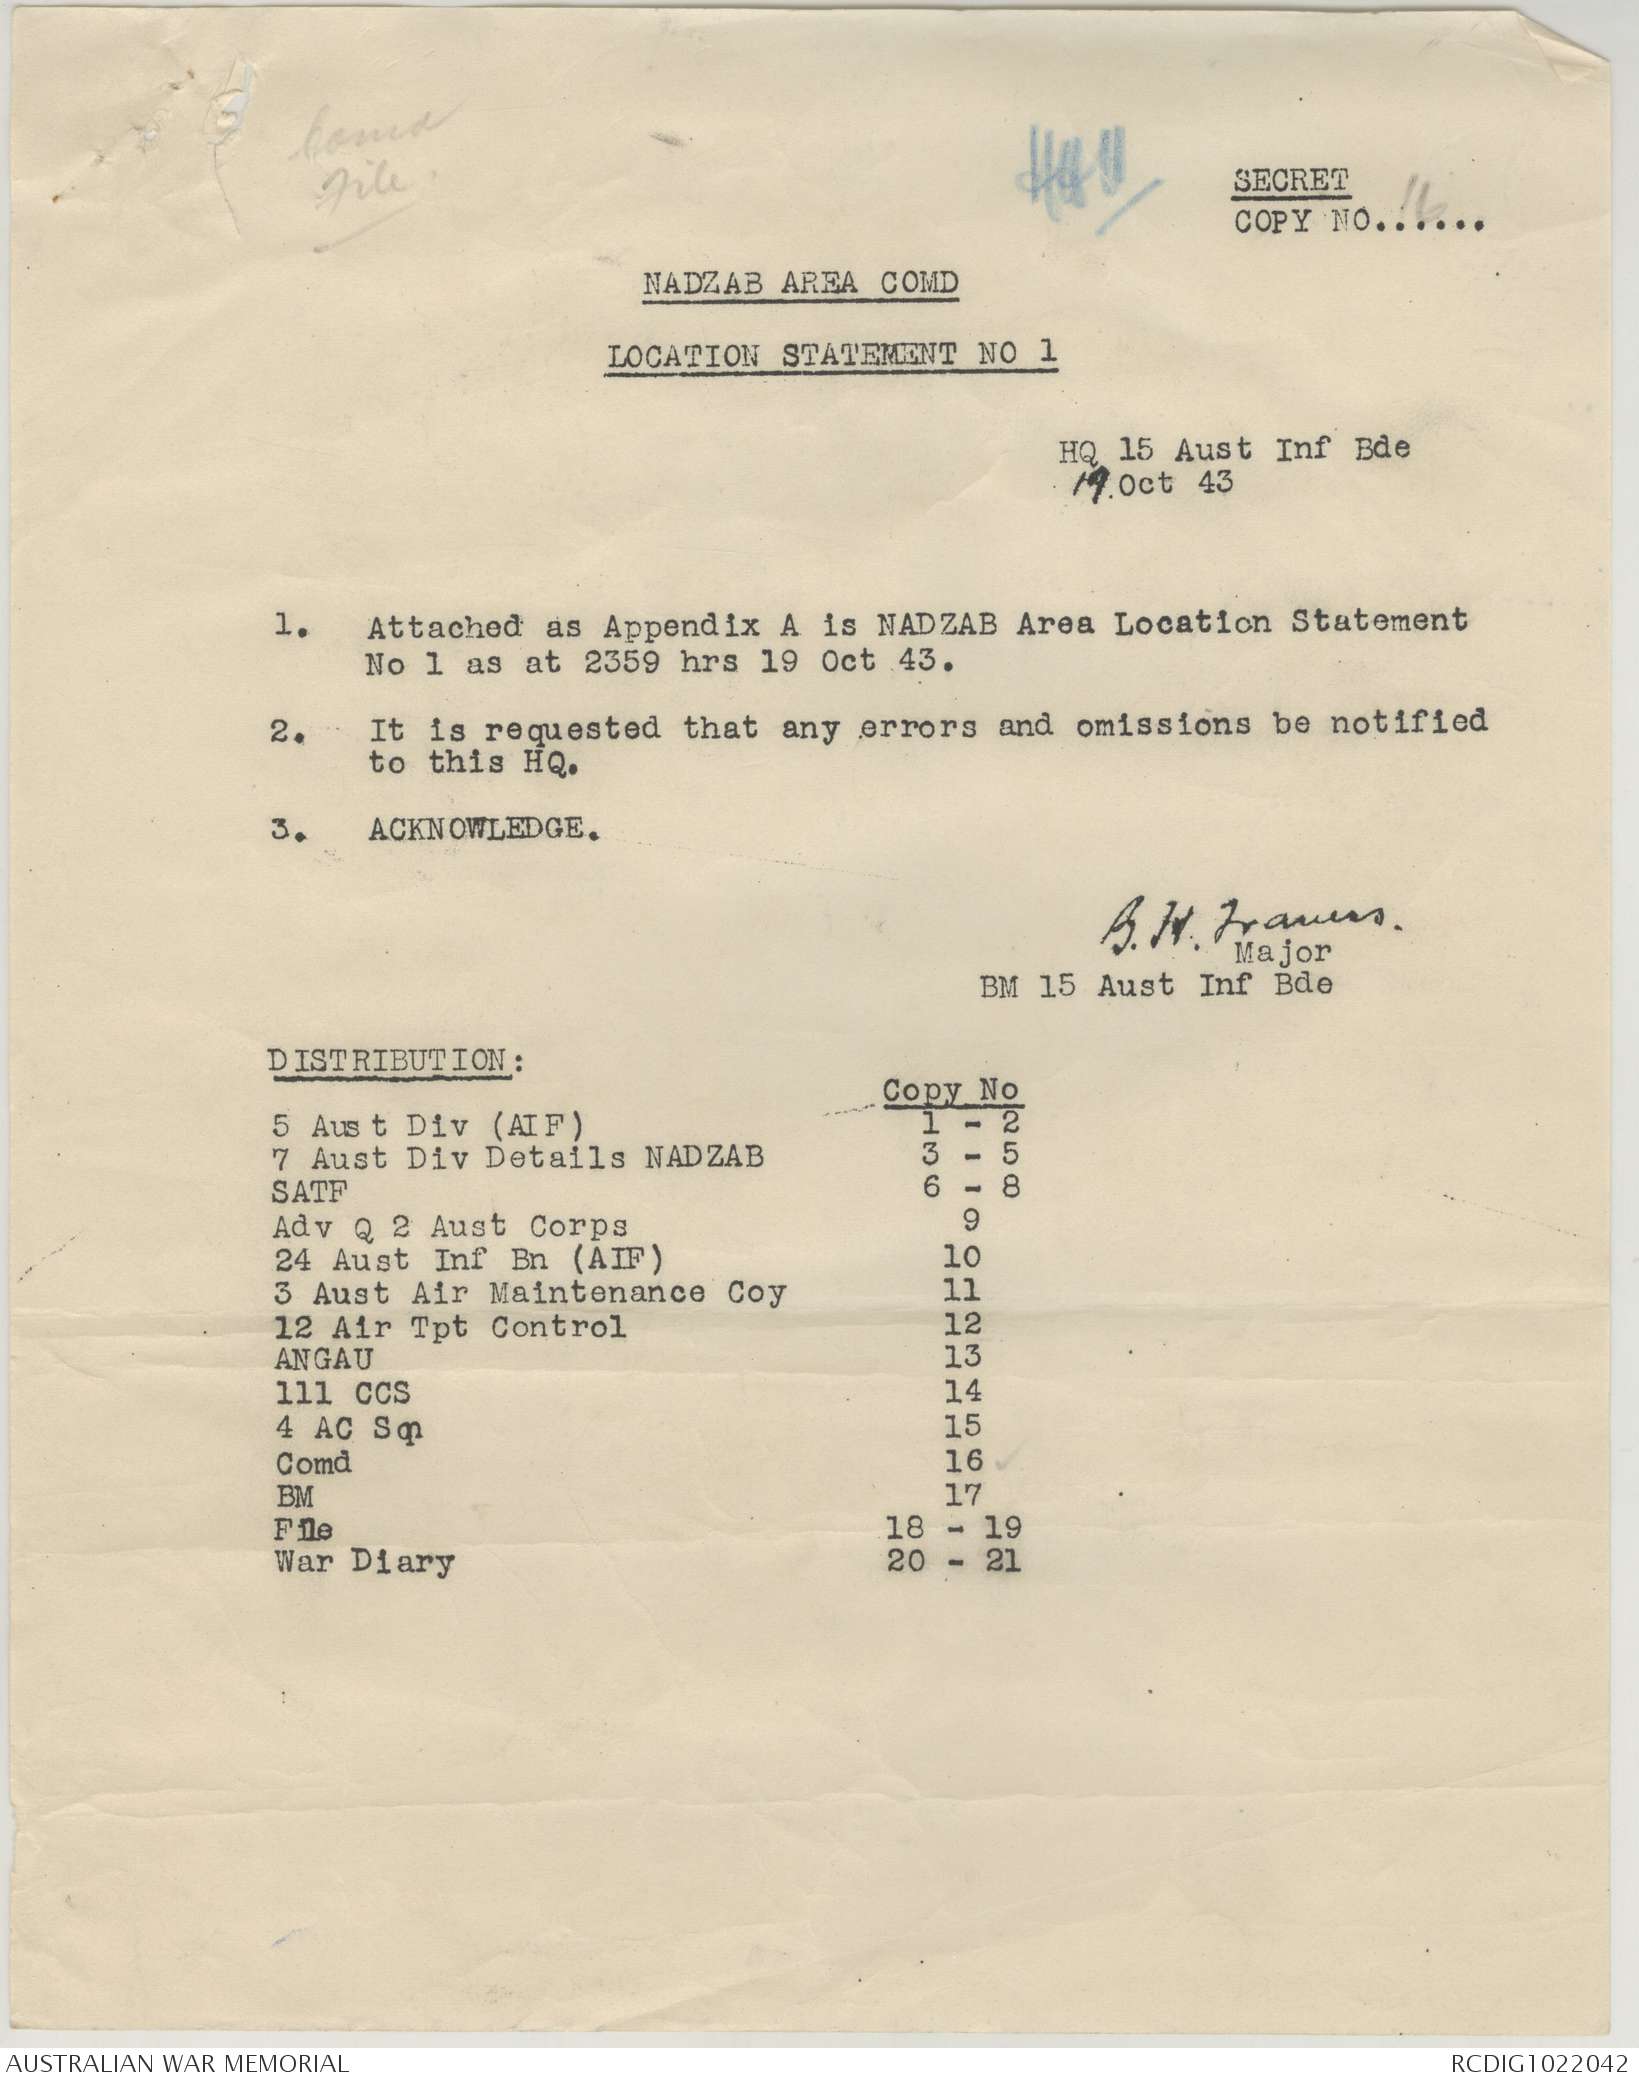 Comd
File.
SECRET
COPY NO......16
NADZAB AREA COMD
LOCATION STATEMENT NO 1
HQ 15 Aust Inf Bde
19 Oct 43
1. Attached as Appendix A is NADZAB Area Location Statement
No 1 as at 2359 hrs 19 Oct 43.
2. It is requested that any errors and omissions be notified
to this HQ.
3. ACKNOWLEDGE.
B.H. Travers.
Major
BM 15 Aust Inf Bde
DISTRIBUTION:
Copy No
5 Aust Div (AIF) 1 - 2
7 Aust Div Details NADZAB 3 - 5
SATF 6 - 8
Adv Q 2 Aust Corps 9
24 Aust Inf Bn (AIF) 10
3 Aust Air Maintenance Coy 11
12 Air Tpt Control 12
ANGAU 13
111 CCS 14
4 AC Sqn 15
Comd 16
BM 17
File 18 - 19
War Diary 20 - 21
AUSTRALIAN WAR MEMORIAL
RCDIG1022042